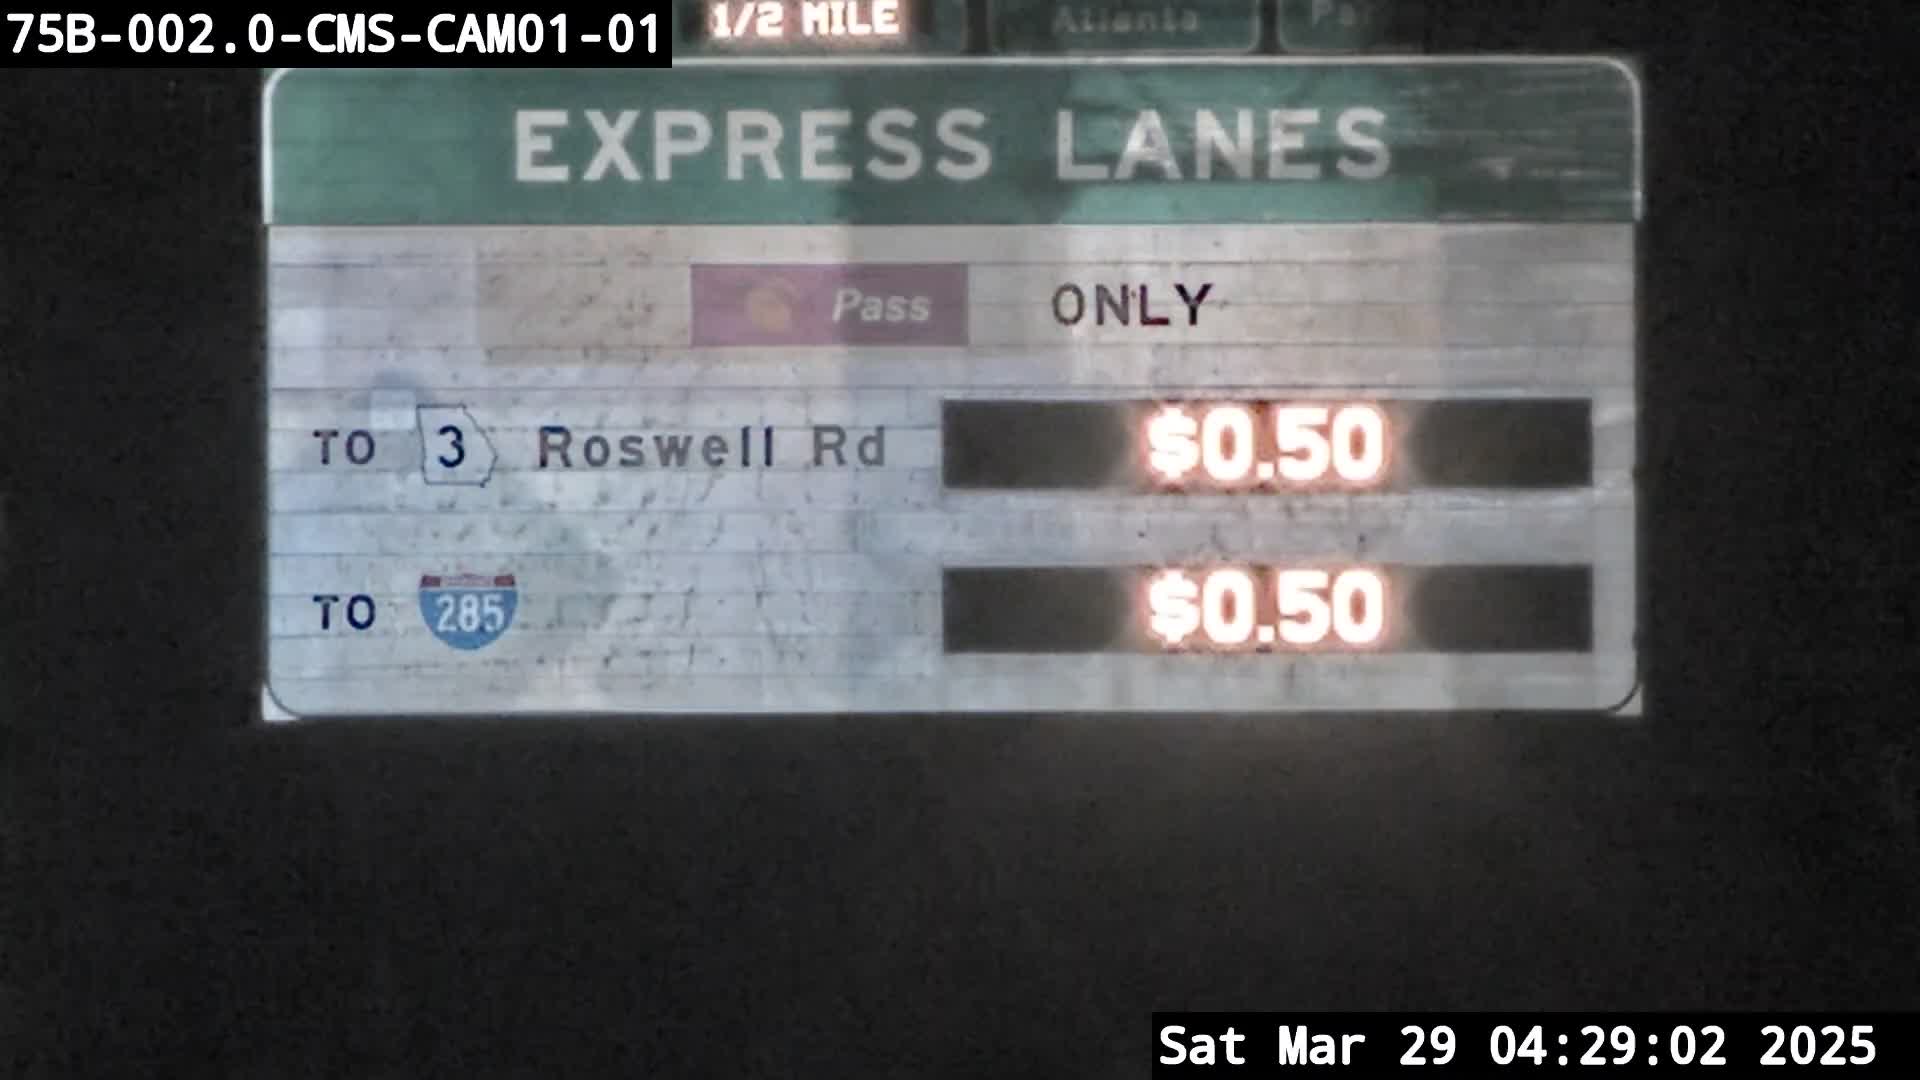 75B-002.0-CMS-CAM01-01
1/2 MILE
Atlanta
EXPRESS LANES
Pass ONLY
TO 3 Roswell Rd $0.50
TO 285 $0.50
Sat Mar 29 04:29:02 2025